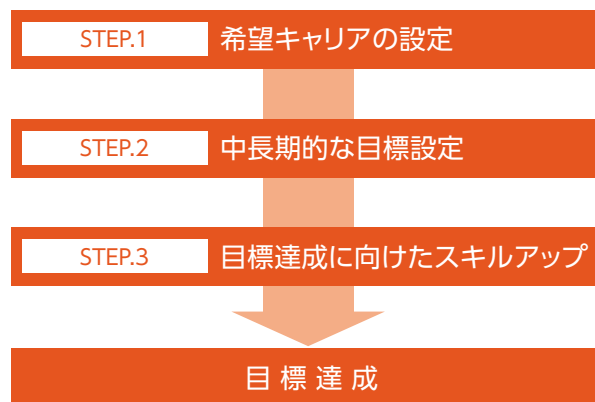 STEP.1 希望キャリアの設定
STEP.2 中長期的な目標設定
STEP.3 目標達成に向けたスキルアップ
目標達成